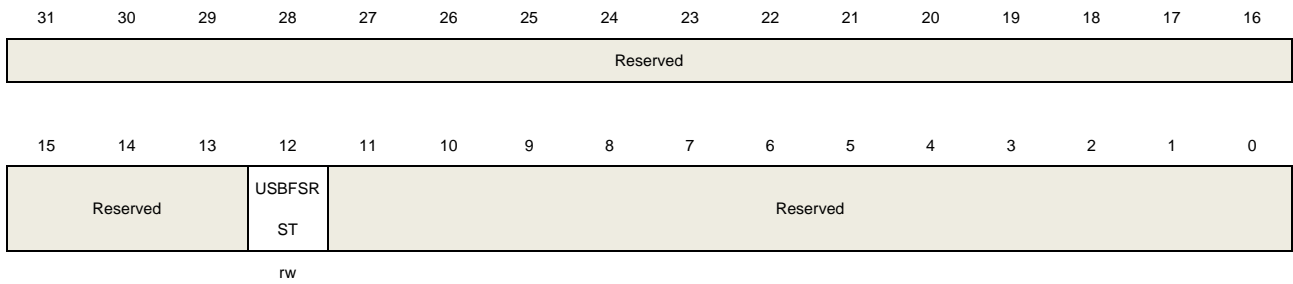 31 30 29 28 27 26 25 24 23 22 21 20 19 18 17 16
Reserved
15 14 13 12 11 10 9 8 7 6 5 4 3 2 1 0
Reserved USBFSR ST Reserved
rw